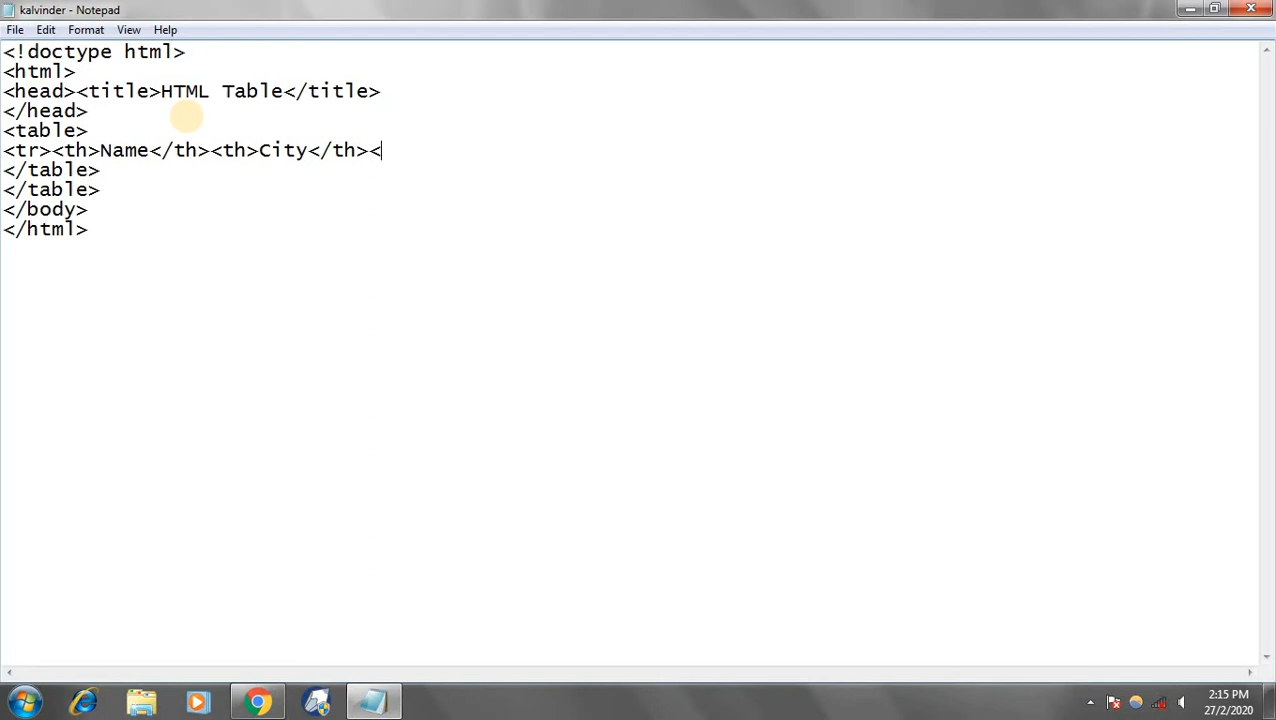 kalvinder - Notepad
File Edit Format View Help
<!doctype html>
<html>
<head><title>HTML Table</title>
</head>
<table>
<tr><th>Name</th><th>City</th><
</table>
</table>
</body>
</html>
2:15 PM
27/2/2020